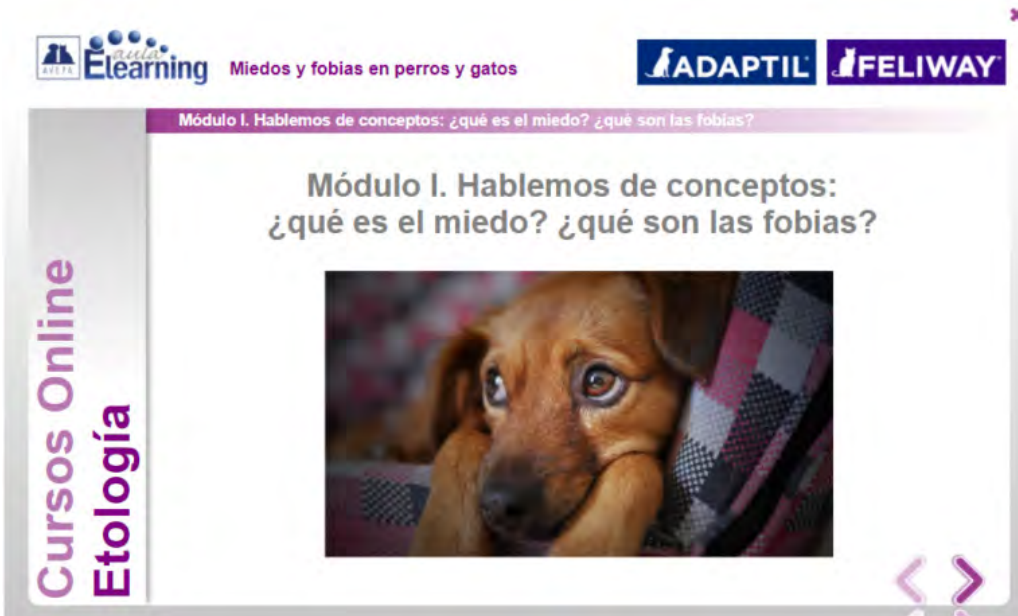 AVEPA
aula
Elearning
Miedos y fobias en perros y gatos
ADAPTIL
FELIWAY
Módulo I. Hablemos de conceptos: ¿qué es el miedo? ¿qué son las fobias?
Módulo I. Hablemos de conceptos:
¿qué es el miedo? ¿qué son las fobias?
Cursos Online
Etología